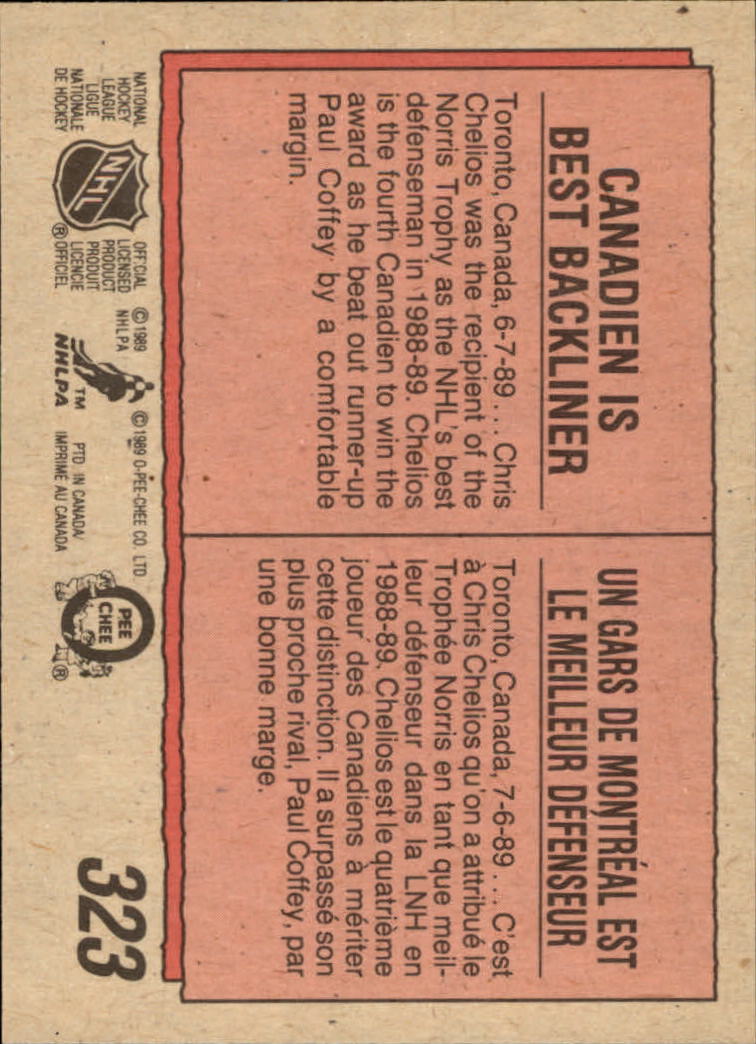 CANADIEN IS
BEST BACKLINER
Toronto, Canada, 6-7-89 . . . Chris
Chelios was the recipient of the
Norris Trophy as the NHL's best
defenseman in 1988-89. Chelios
is the fourth Canadien to win the
award as he beat out runner-up
Paul Coffey by a comfortable
margin.
UN GARS DE MONTRÉAL EST
LE MEILLEUR DEFENSEUR
Toronto, Canada, 7-6-89 . . . C'est
à Chris Chelios qu'on a attribué le
Trophée Norris en tant que meil-
leur défenseur dans la LNH en
1988-89. Chelios est le quatrième
joueur des Canadiens à mériter
cette distinction. Il a surpassé son
plus proche rival, Paul Coffey, par
une bonne marge.
NATIONAL
HOCKEY
LEAGUE
LIGUE
NATIONALE
DE HOCKEY
NHL
®
OFFICIAL
LICENSED
PRODUCT
PRODUIT
LICENCIE
OFFICIEL
© 1989
NHLPA
TM
NHLPA
© 1989 O-PEE-CHEE CO. LTD.
PTD. IN CANADA/
IMPRIMÉ AU CANADA
PEE
CHEE
®
323